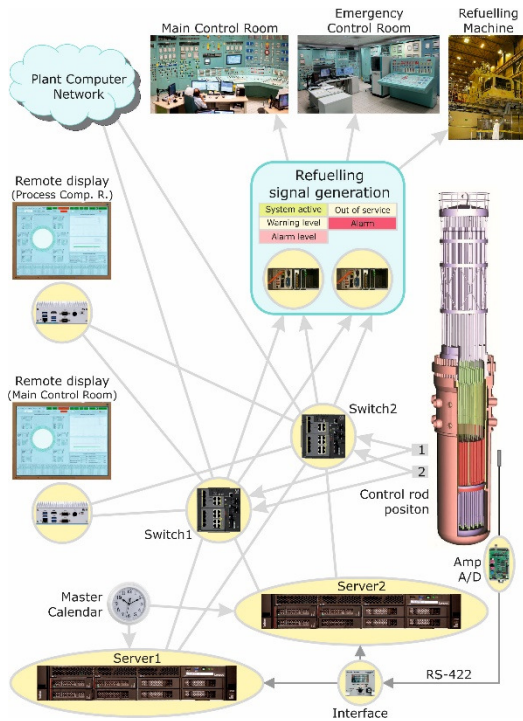 Main Control Room
Emergency
Control Room
Refuelling
Machine
Plant Computer
Network
Remote display
(Process Comp. R.)
Refuelling
signal generation
System active
Out of service
Warning level
Alarm
Alarm level
Remote display
(Main Control Room)
Switch2
1
2
Control rod
positon
Switch1
Amp
A/D
Master
Calendar
Server2
Server1
RS-422
Interface